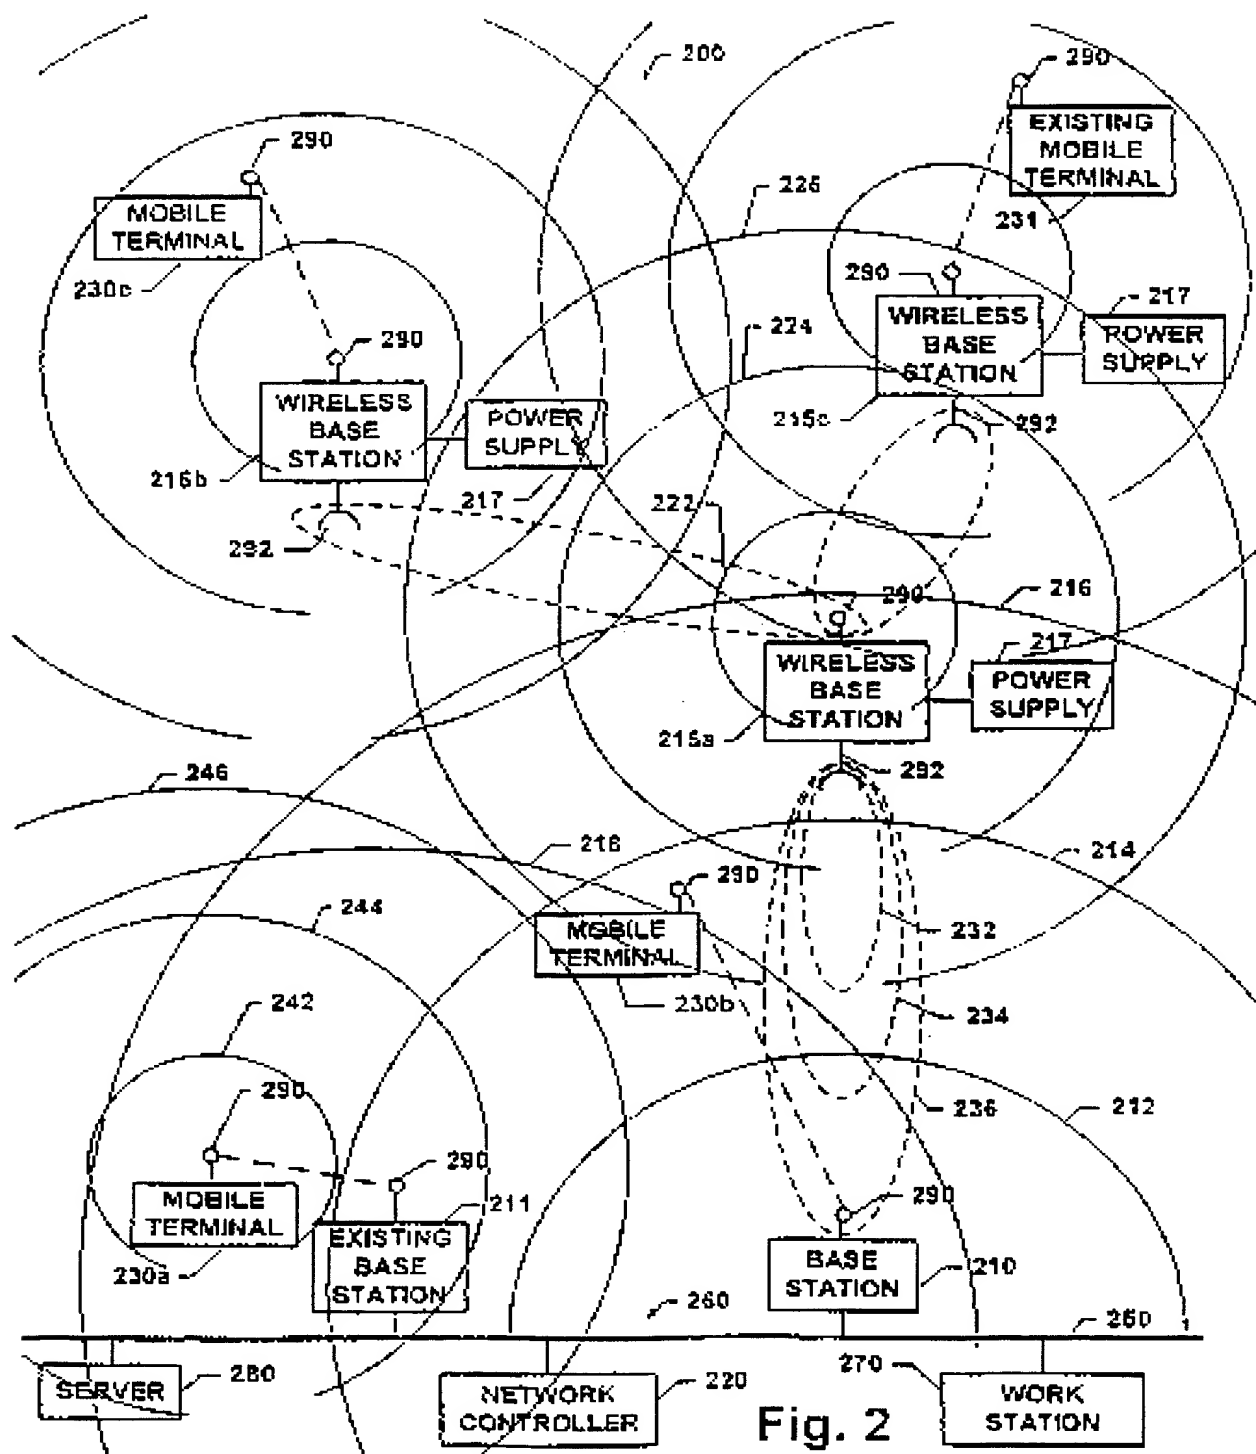 200
290
EXISTING
MOBILE
TERMINAL
231
290
MOBILE
TERMINAL
230c
225
290
WIRELESS
BASE
STATION
215c
217
POWER
SUPPLY
224
292
290
WIRELESS
BASE
STATION
215b
POWER
SUPPLY
217
292
222
290
216
WIRELESS
BASE
STATION
215a
217
POWER
SUPPLY
292
246
218
290
214
244
MOBILE
TERMINAL
230b
232
234
242
236
212
290
290
MOBILE
TERMINAL
230a
211
EXISTING
BASE
STATION
290
BASE
STATION
210
260
250
SERVER
280
NETWORK
CONTROLLER
220
270
WORK
STATION
Fig. 2